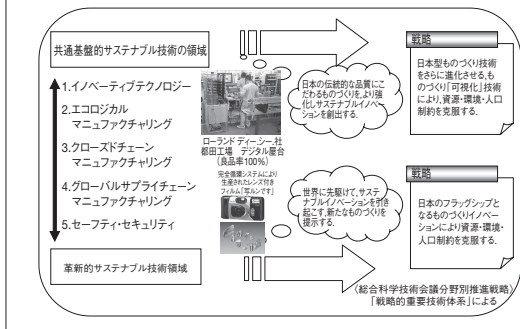 共通基盤的サステナブル技術の領域
1.イノベーティブテクノロジー
2.エコロジカル
マニュファクチャリング
3.クローズドチェーン
マニュファクチャリング
4.グローバルサプライチェーン
マニュファクチャリング
5.セーフティ・セキュリティ
革新的サステナブル技術領域
ローランド ディー.シー.社
都田工場　デジタル屋台
(良品率100%)
完全循環システムにより
生産されたレンズ付き
フィルム「写ルンです」
日本の伝統的な品質にこ
だわるものづくりを,より強
化しサステナブルイノベー
ションを創出する.
世界に先駆けて,サステ
ナブルイノベーションを引き
起こす,新たなものづくりを
提示する.
戦略
日本型ものづくり技術
をさらに進化させる,も
のづくり「可視化」技術
により,資源・環境・人口
制約を克服する.
戦略
日本のフラッグシップと
なるものづくりイノベー
ションにより資源・環境・
人口制約を克服する.
(総合科学技術会議分野別推進戦略)
「戦略的重要技術体系」による